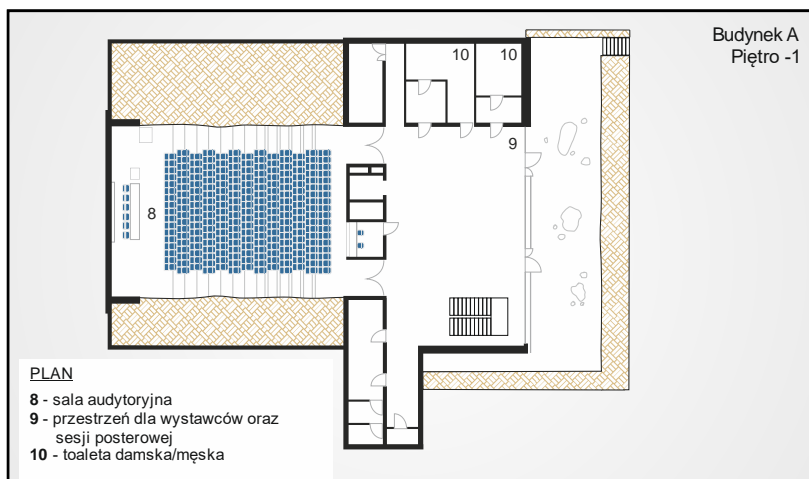 Budynek A
Piętro -1
10
10
9
8
PLAN
8 - sala audytoryjna
9 - przestrzeń dla wystawców oraz
sesji posterowej
10 - toaleta damska/męska